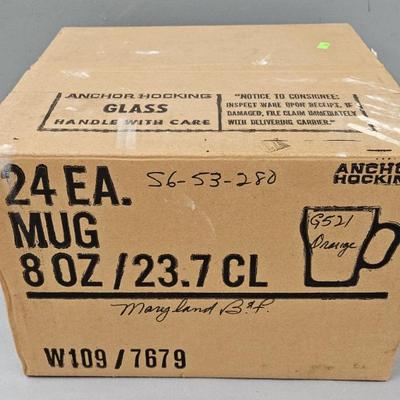 ANCHOR HOCKING
GLASS
HANDLE WITH CARE
"NOTICE TO CONSIGNEE:
INSPECT WARE UPON RECEIPT, IF
DAMAGED, FILE CLAIM IMMEDIATELY
WITH DELIVERING CARRIER."
24 EA.
MUG
8 OZ / 23.7 CL
S6-53-280
ANCHOR
HOCKING
G521
Orange
Maryland B&P.
W109 / 7679